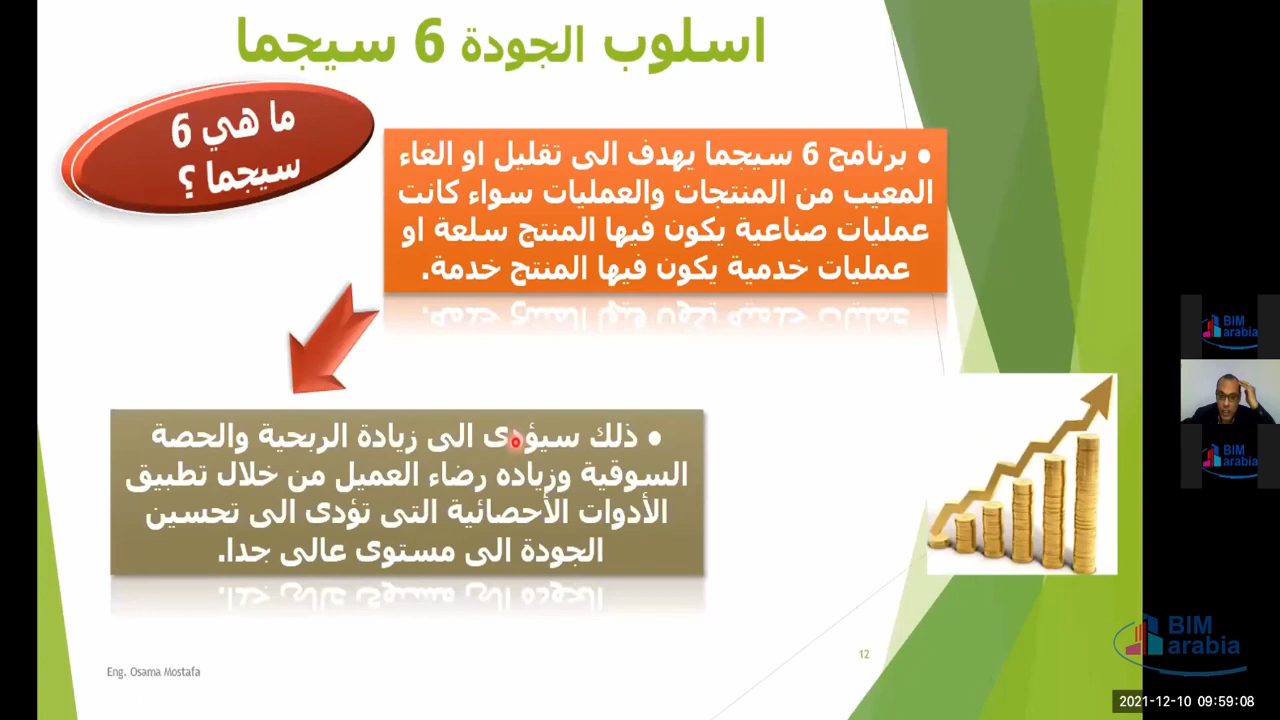 اسلوب الجودة 6 سيجما
ما هي 6
سيجما ؟
• برنامج 6 سيجما يهدف الى تقليل او الغاء
المعيب من المنتجات والعمليات سواء كانت
عمليات صناعية يكون فيها المنتج سلعة او
عمليات خدمية يكون فيها المنتج خدمة.
• ذلك سيؤدى الى زيادة الربحية والحصة
السوقية وزياده رضاء العميل من خلال تطبيق
الأدوات الأحصائية التى تؤدى الى تحسين
الجودة الى مستوى عالى جدا.
Eng. Osama Mostafa
12
BIM
arabia
BIM
arabia
BIM
arabia
2021-12-10 09:59:08